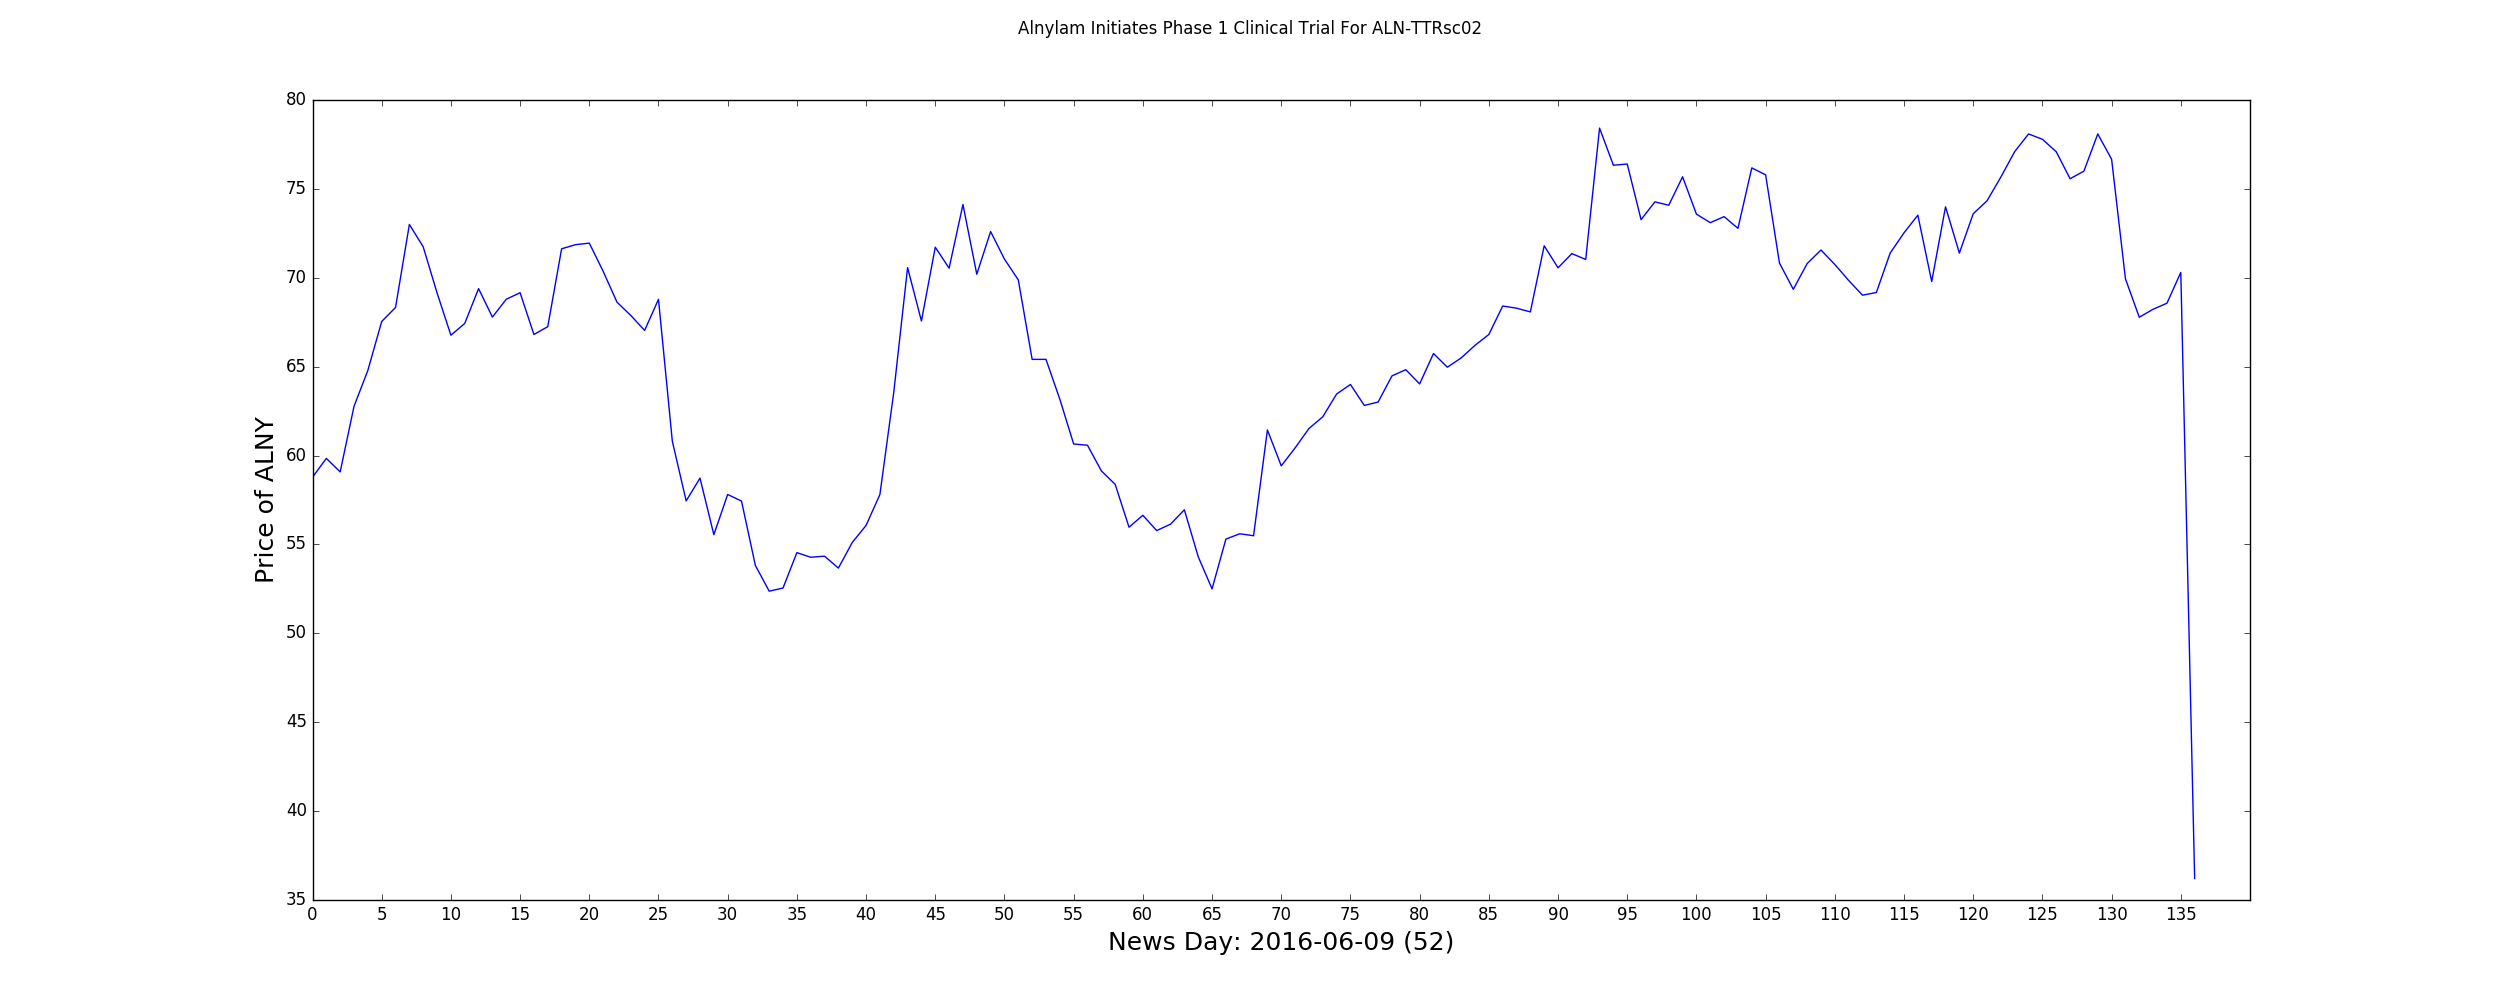 Alnylam Initiates Phase 1 Clinical Trial For ALN-TTRsc02
80
75
70
65
60
55
50
45
40
35
Price of ALNY
0 5 10 15 20 25 30 35 40 45 50 55 60 65 70 75 80 85 90 95 100 105 110 115 120 125 130 135
News Day: 2016-06-09 (52)